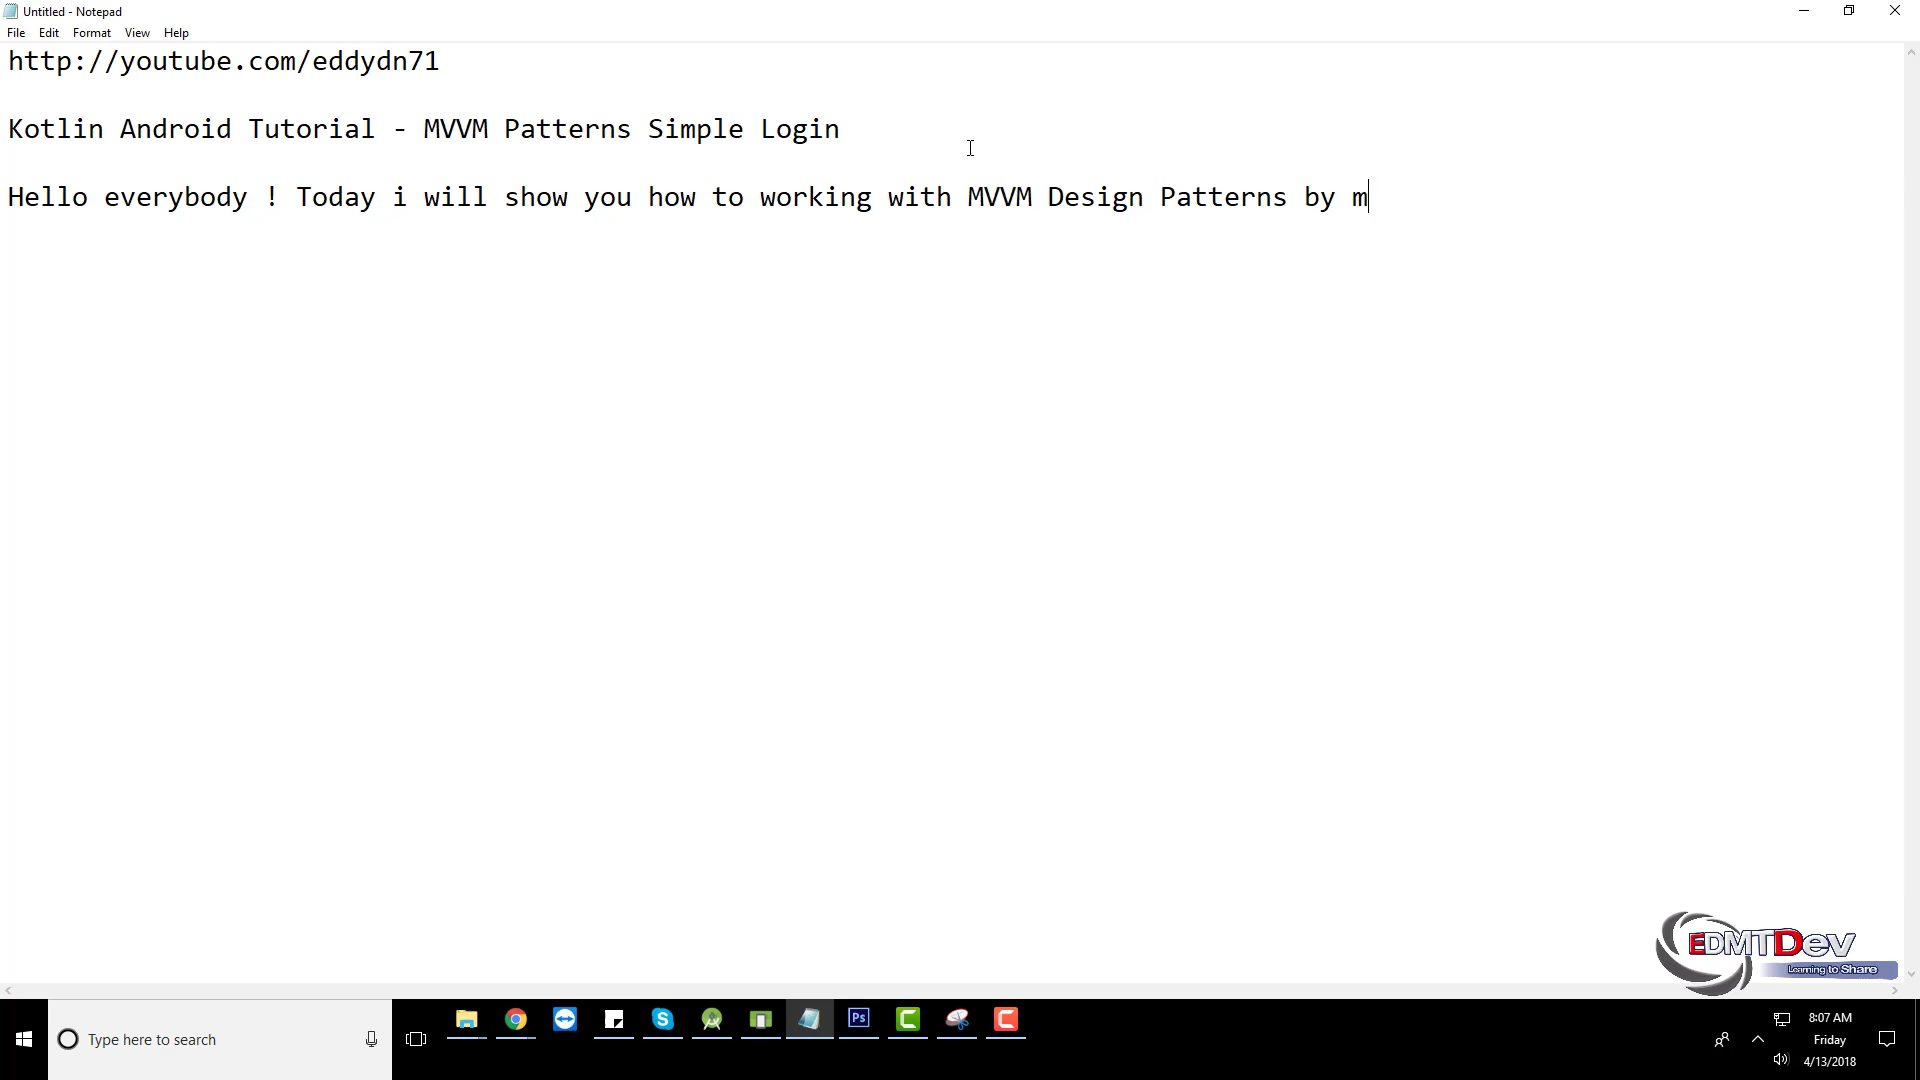 Untitled - Notepad
File Edit Format View Help
http://youtube.com/eddydn71
Kotlin Android Tutorial - MVVM Patterns Simple Login
Hello everybody ! Today i will show you how to working with MVVM Design Patterns by m
EDMTDev
Learning to Share
Type here to search
Ps
8:07 AM
Friday
4/13/2018